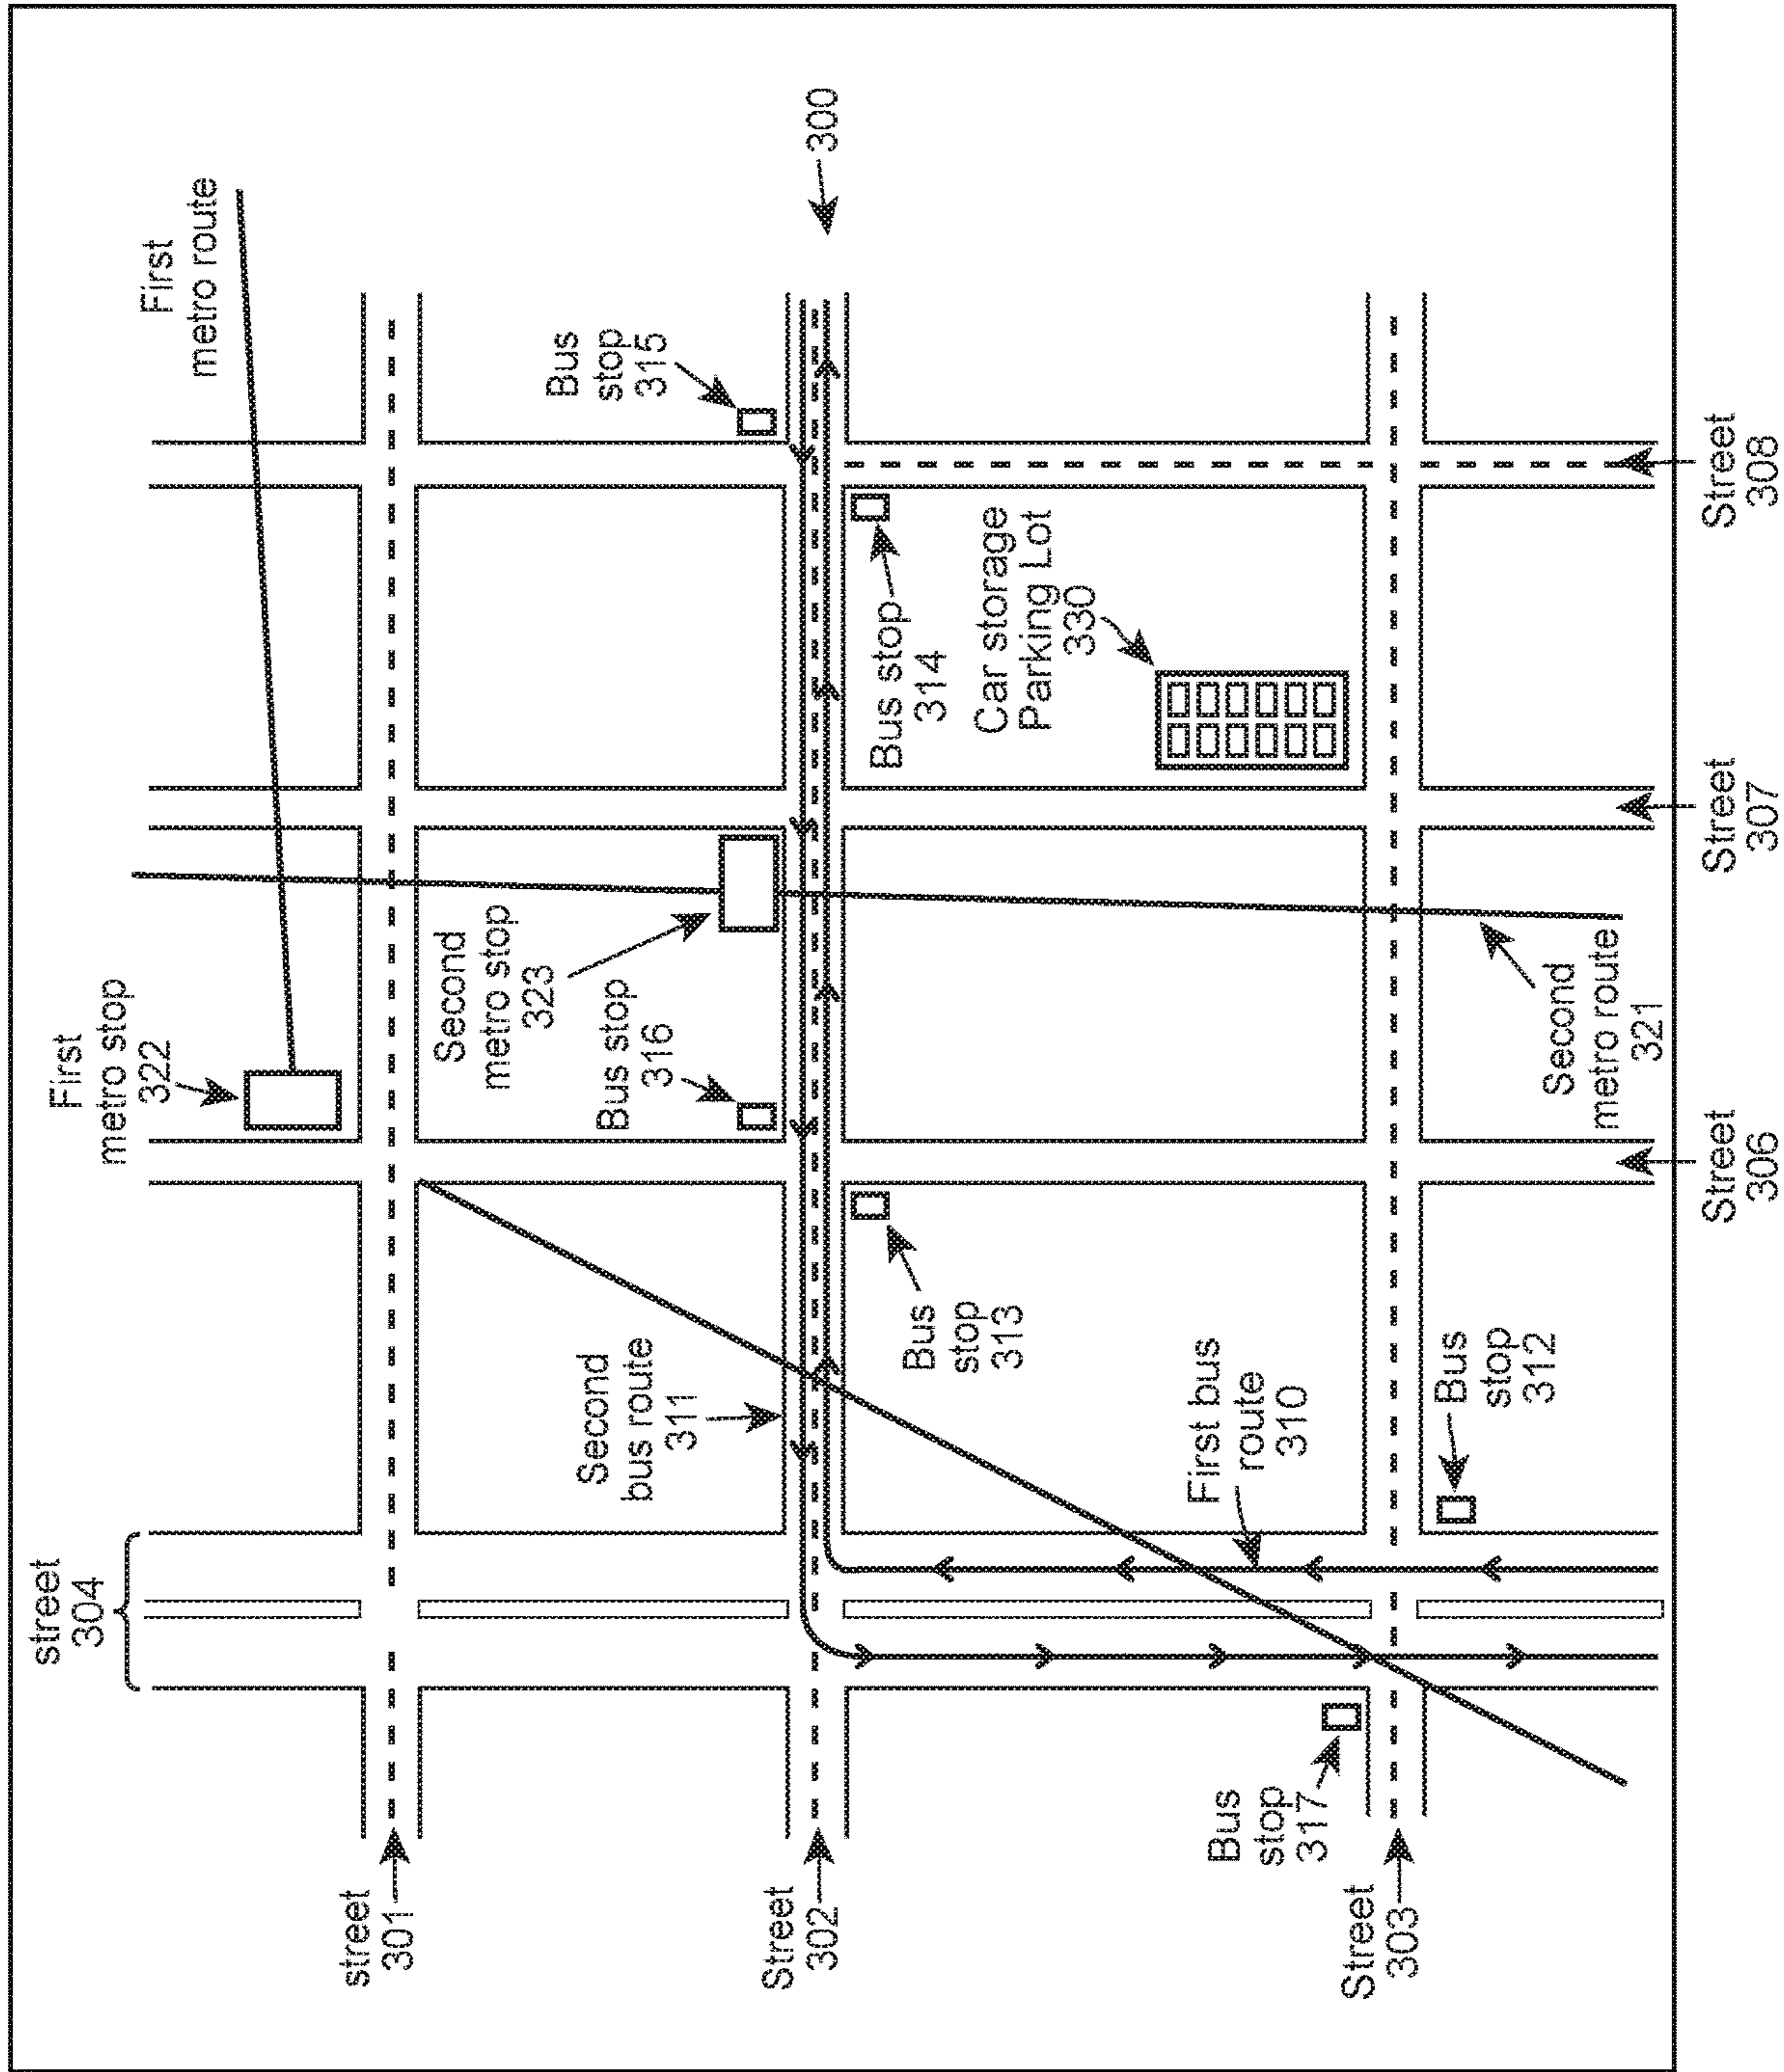 street
304
First
metro stop
322
First
metro route
street
301
Second
metro stop
323
Bus
stop
315
Second
bus route
311
Bus stop
316
Street
302
300
Bus
stop
313
Bus stop
314
Car storage
Parking Lot
330
Bus
stop
317
First bus
route
310
Street
303
Bus
stop
312
Second
metro route
321
Street
306
Street
307
Street
308